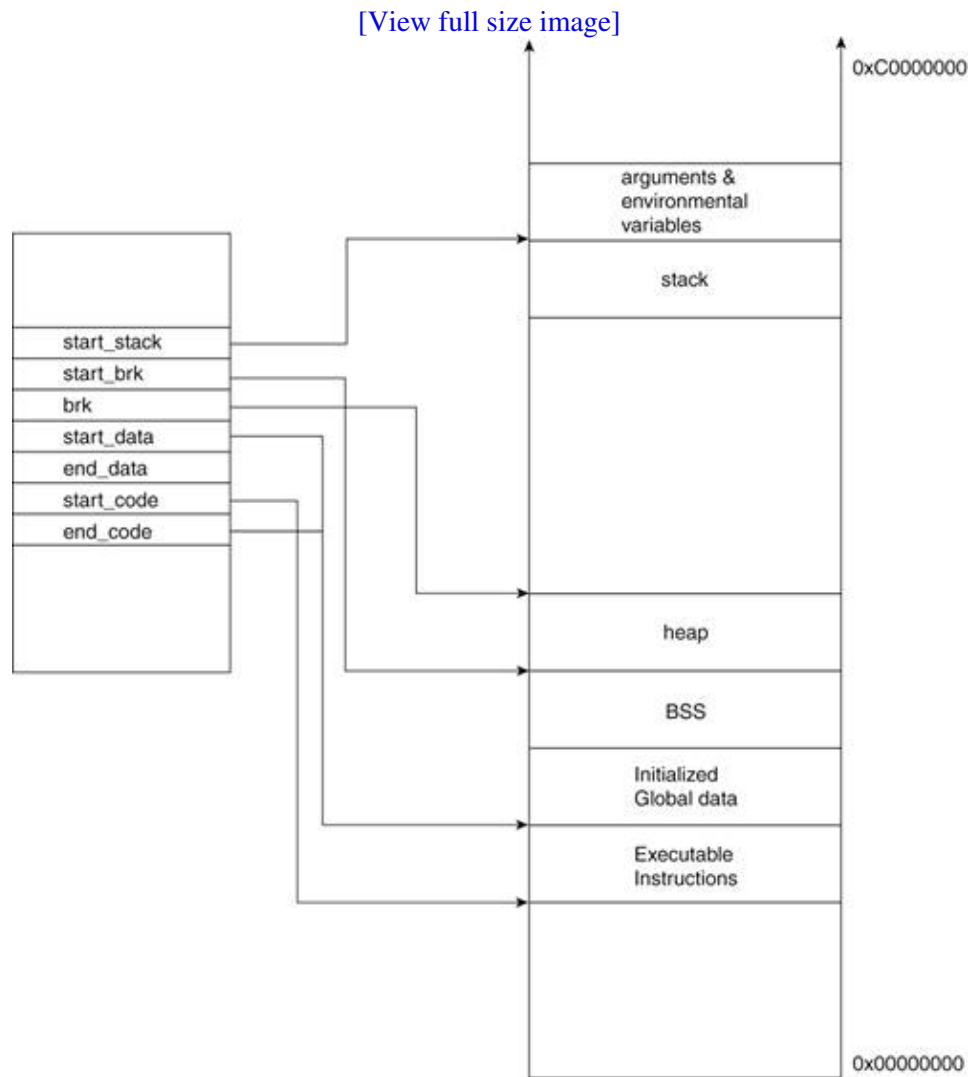 [View full size image]
0xC0000000
arguments &
environmental
variables
stack
start_stack
start_brk
brk
start_data
end_data
start_code
end_code
heap
BSS
Initialized
Global data
Executable
Instructions
0x00000000